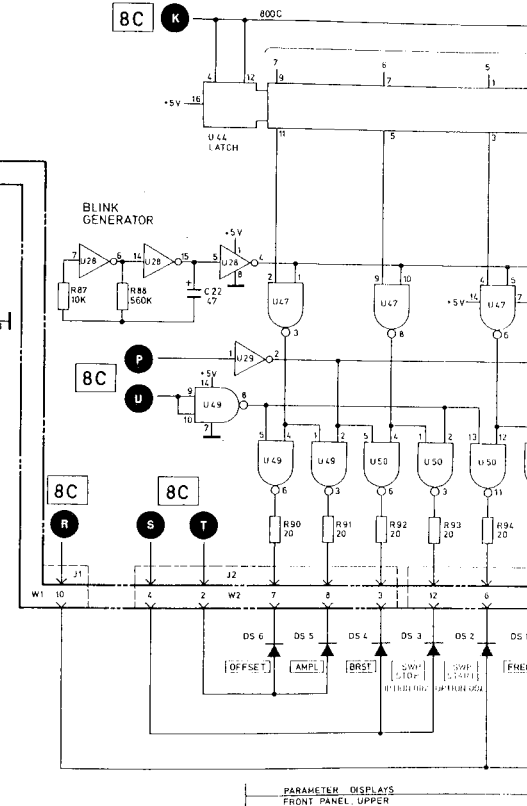 8C K 800C
7 6 5
4 12 9 7 1
+5V 16
11 5 3
U44
LATCH
BLINK
GENERATOR
+5V
7 U28 6 14 U28 15 5 U28 1 4
8
R87
10K
R88
560K
+ C22
47
2 1 9 10 4 5
U47 U47 +5V 14 U47 7
3 8 6
P 1 U29 2
8C
+5V
14
U 9 U49 8
10
7
5 4 1 2 5 4 1 2 13 12
U49 U49 U50 U50 U50
6 3 6 3 11
8C 8C
R S T
R90
20
R91
20
R92
20
R93
20
R94
20
J1 J2
W1 10 4 2 W2 7 8 3 12 6
DS 6 DS 5 DS 4 DS 3 DS 2 DS
OFFSET AMPL BRST SWP
STOP SWP
START FRE
PARAMETER DISPLAYS
FRONT PANEL, UPPER